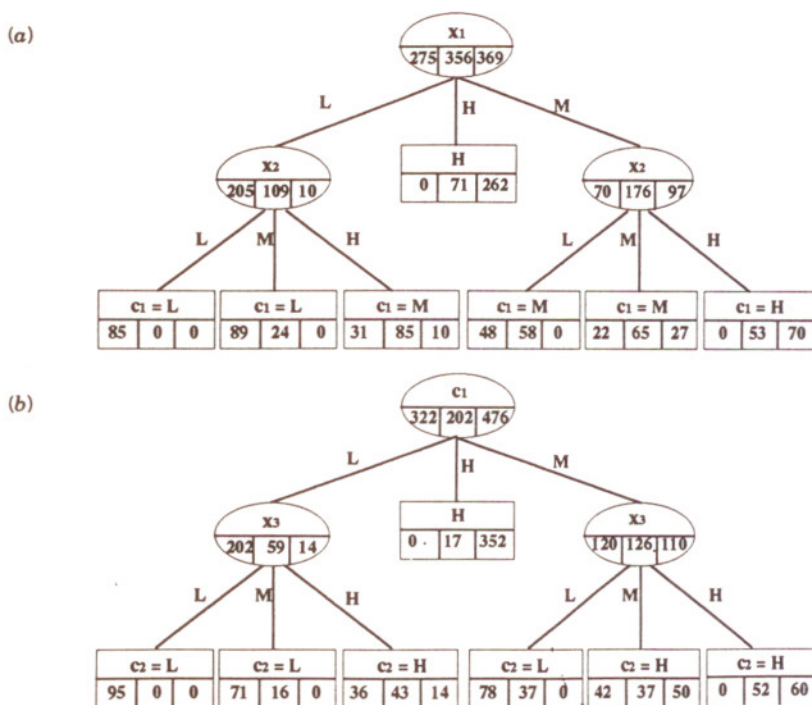 (a)
x1
275 356 369
L H M
x2 H x2
205 109 10 0 71 262 70 176 97
L M H L M H
c1 = L c1 = L c1 = M c1 = M c1 = M c1 = H
85 0 0 89 24 0 31 85 10 48 58 0 22 65 27 0 53 70
(b)
c1
322 202 476
L H M
x3 H x3
202 59 14 0 17 352 120 126 110
L M H L M H
c2 = L c2 = L c2 = H c2 = L c2 = H c2 = H
95 0 0 71 16 0 36 43 14 78 37 0 42 37 50 0 52 60